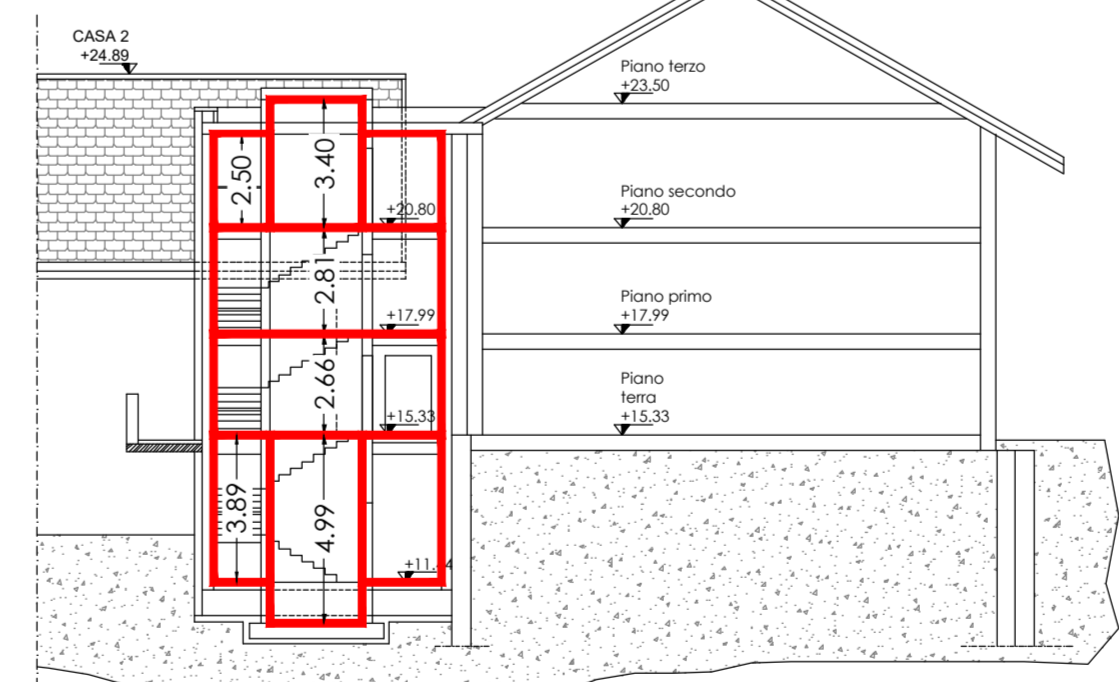 CASA 2
+24.89
Piano terzo
+23.50
2.50
3.40
+20.80
Piano secondo
+20.80
2.81
+17.99
Piano primo
+17.99
2.66
+15.33
Piano
terra
+15.33
3.89
4.99